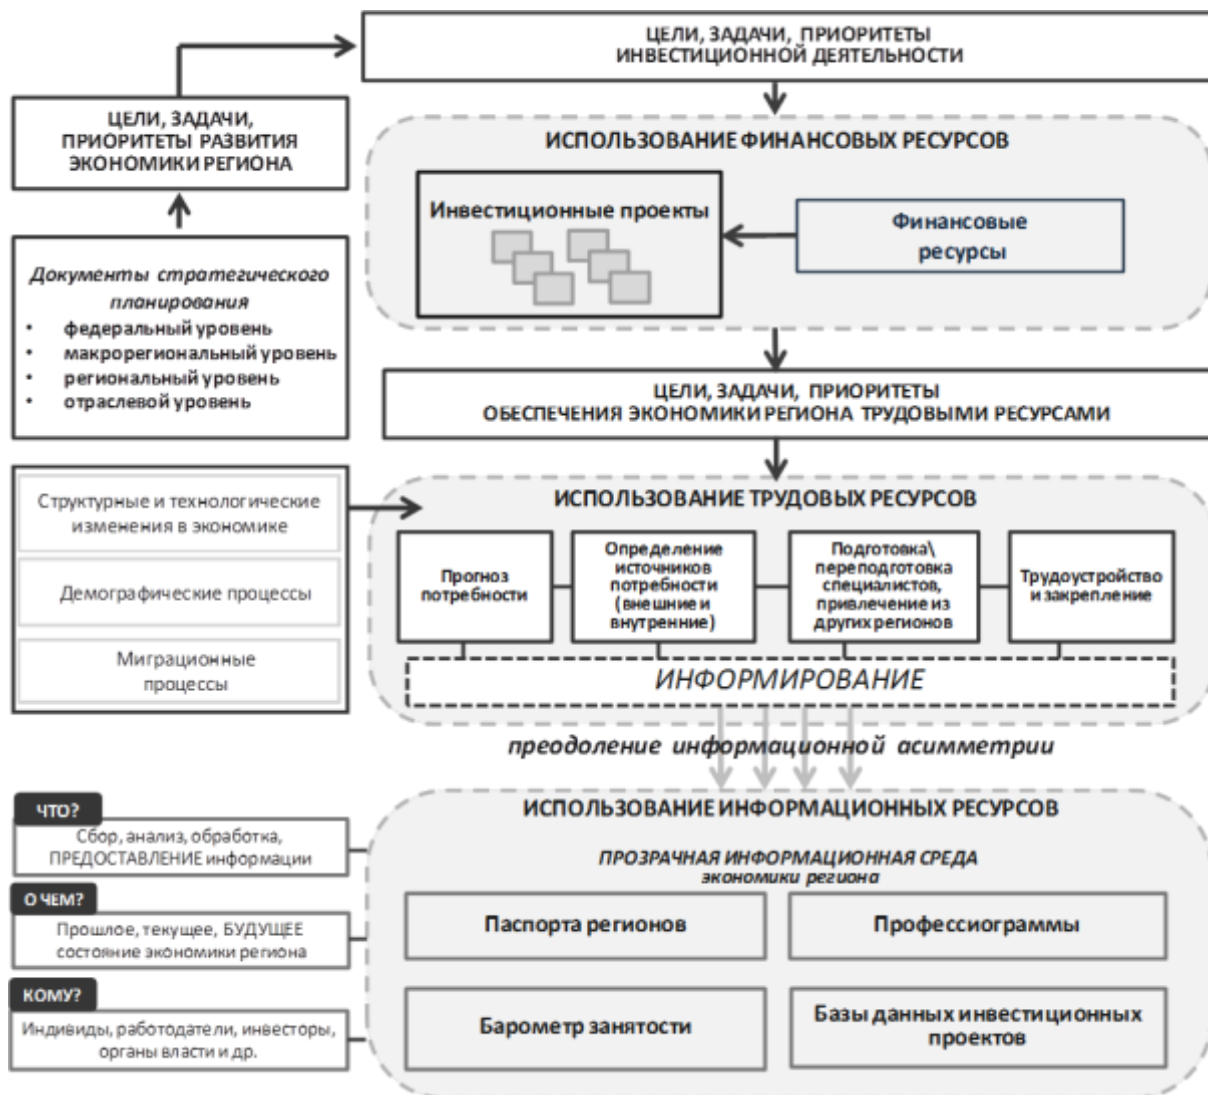 ЦЕЛИ, ЗАДАЧИ, ПРИОРИТЕТЫ
ИНВЕСТИЦИОННОЙ ДЕЯТЕЛЬНОСТИ
ЦЕЛИ, ЗАДАЧИ,
ПРИОРИТЕТЫ РАЗВИТИЯ
ЭКОНОМИКИ РЕГИОНА
ИСПОЛЬЗОВАНИЕ ФИНАНСОВЫХ РЕСУРСОВ
Инвестиционные проекты
Финансовые
ресурсы
Документы стратегического
планирования
• федеральный уровень
• макрорегиональный уровень
• региональный уровень
• отраслевой уровень
ЦЕЛИ, ЗАДАЧИ, ПРИОРИТЕТЫ
ОБЕСПЕЧЕНИЯ ЭКОНОМИКИ РЕГИОНА ТРУДОВЫМИ РЕСУРСАМИ
Структурные и технологические
изменения в экономике
Демографические процессы
Миграционные
процессы
ИСПОЛЬЗОВАНИЕ ТРУДОВЫХ РЕСУРСОВ
Прогноз
потребности
Определение
источников
потребности
(внешние и
внутренние)
Подготовка\
переподготовка
специалистов,
привлечение из
других регионов
Трудоустройство
и закрепление
ИНФОРМИРОВАНИЕ
преодоление информационной асимметрии
ЧТО?
Сбор, анализ, обработка,
ПРЕДОСТАВЛЕНИЕ информации
О ЧЕМ?
Прошлое, текущее, БУДУЩЕЕ
состояние экономики региона
КОМУ?
Индивиды, работодатели, инвесторы,
органы власти и др.
ИСПОЛЬЗОВАНИЕ ИНФОРМАЦИОННЫХ РЕСУРСОВ
ПРОЗРАЧНАЯ ИНФОРМАЦИОННАЯ СРЕДА
экономики региона
Паспорта регионов
Профессиограммы
Барометр занятости
Базы данных инвестиционных
проектов